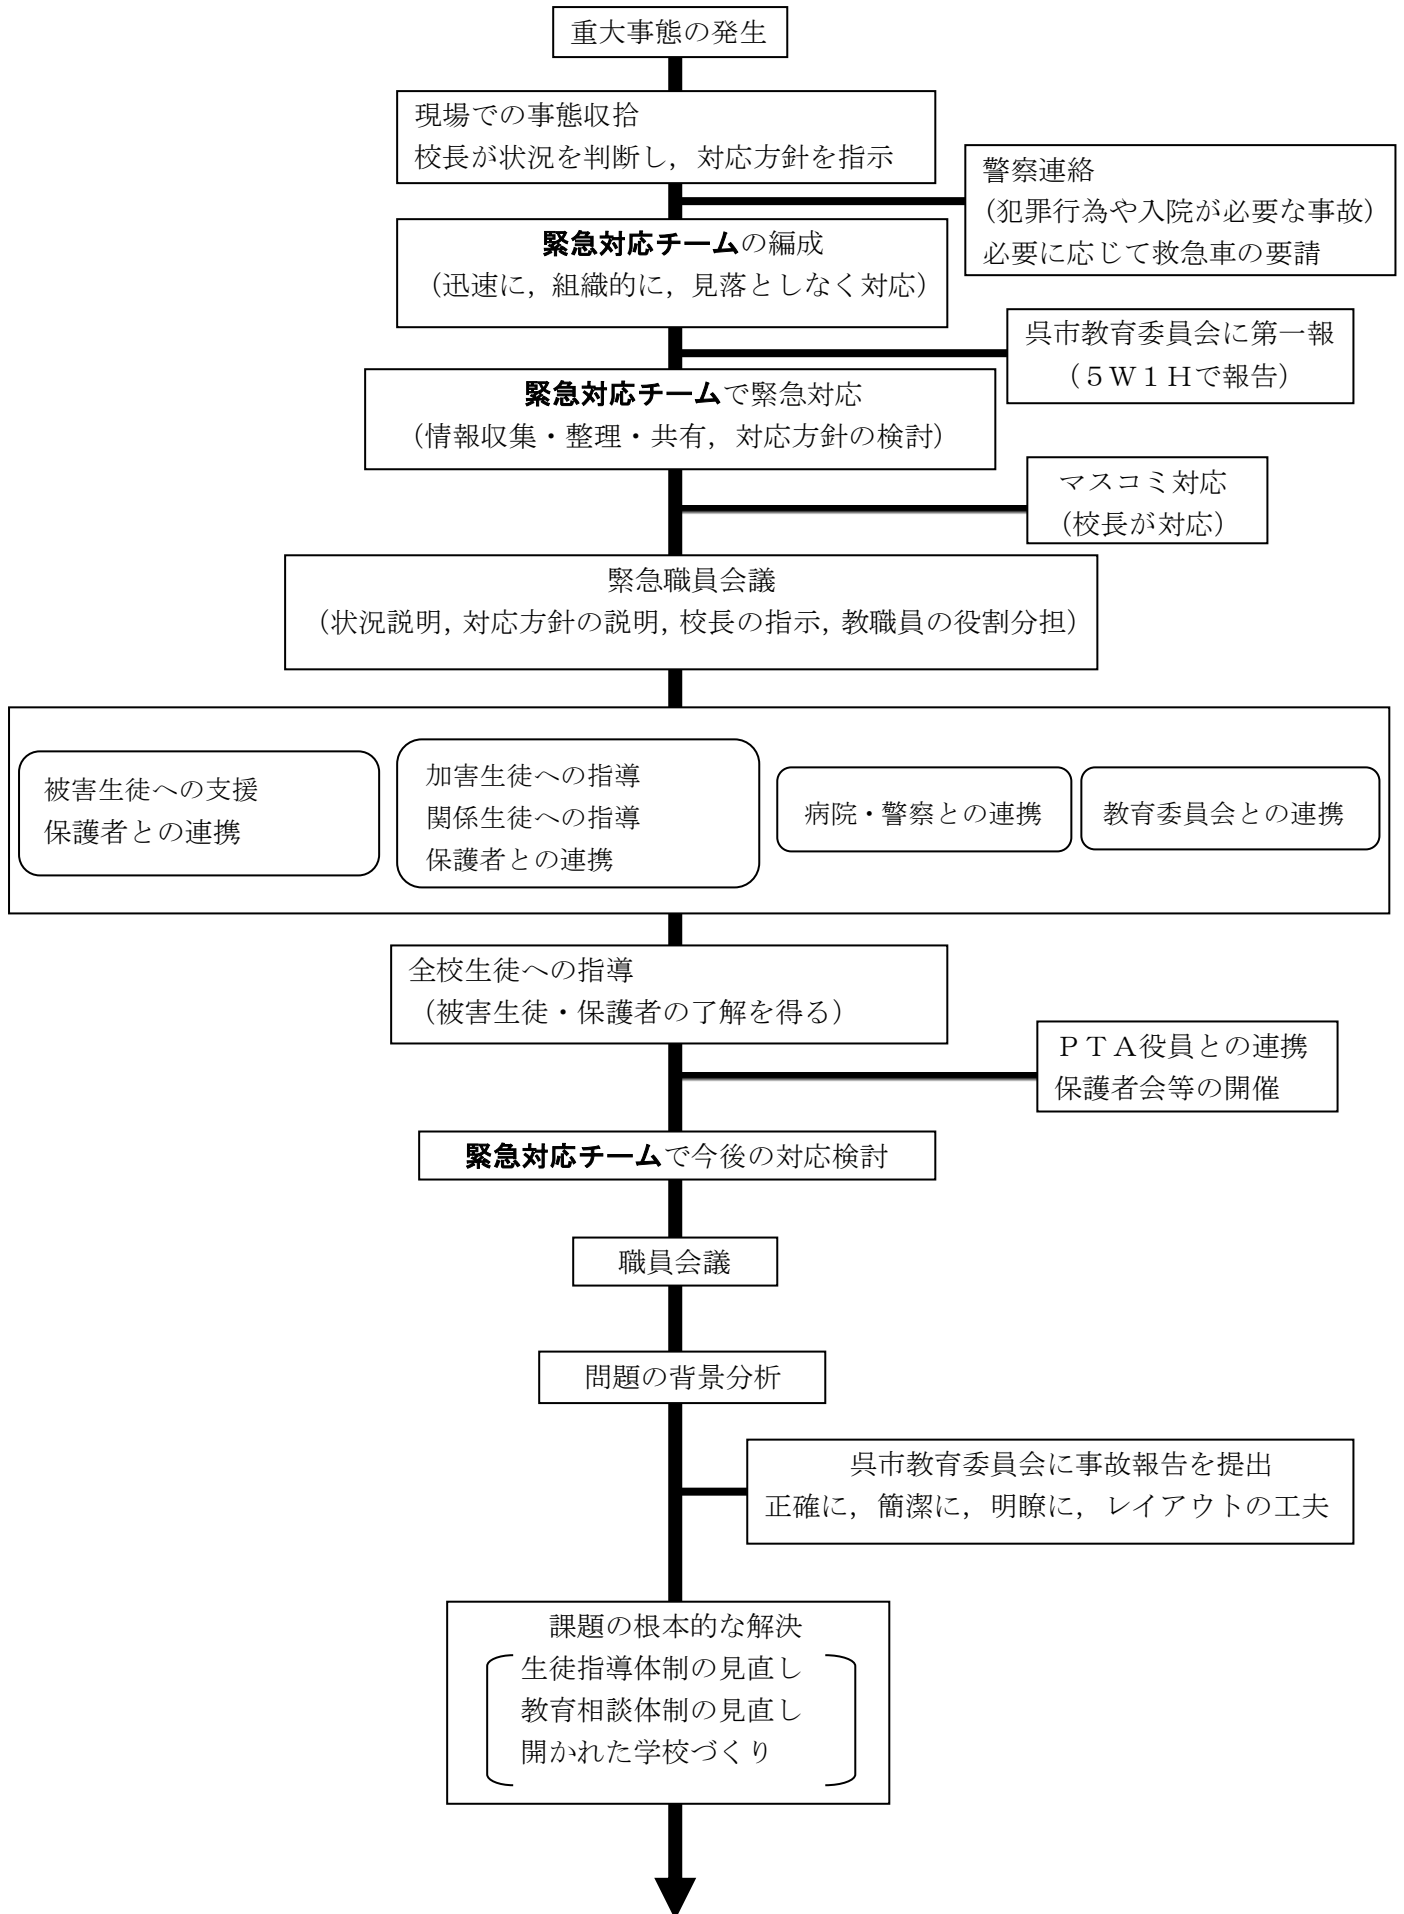 重大事態の発生
現場での事態収拾
校長が状況を判断し，対応方針を指示
警察連絡
（犯罪行為や入院が必要な事故）
必要に応じて救急車の要請
緊急対応チームの編成
（迅速に，組織的に，見落としなく対応）
呉市教育委員会に第一報
（５Ｗ１Ｈで報告）
緊急対応チームで緊急対応
（情報収集・整理・共有，対応方針の検討）
マスコミ対応
（校長が対応）
緊急職員会議
（状況説明，対応方針の説明，校長の指示，教職員の役割分担）
被害生徒への支援
保護者との連携
加害生徒への指導
関係生徒への指導
保護者との連携
病院・警察との連携
教育委員会との連携
全校生徒への指導
（被害生徒・保護者の了解を得る）
ＰＴＡ役員との連携
保護者会等の開催
緊急対応チームで今後の対応検討
職員会議
問題の背景分析
呉市教育委員会に事故報告を提出
正確に，簡潔に，明瞭に，レイアウトの工夫
課題の根本的な解決
生徒指導体制の見直し
教育相談体制の見直し
開かれた学校づくり